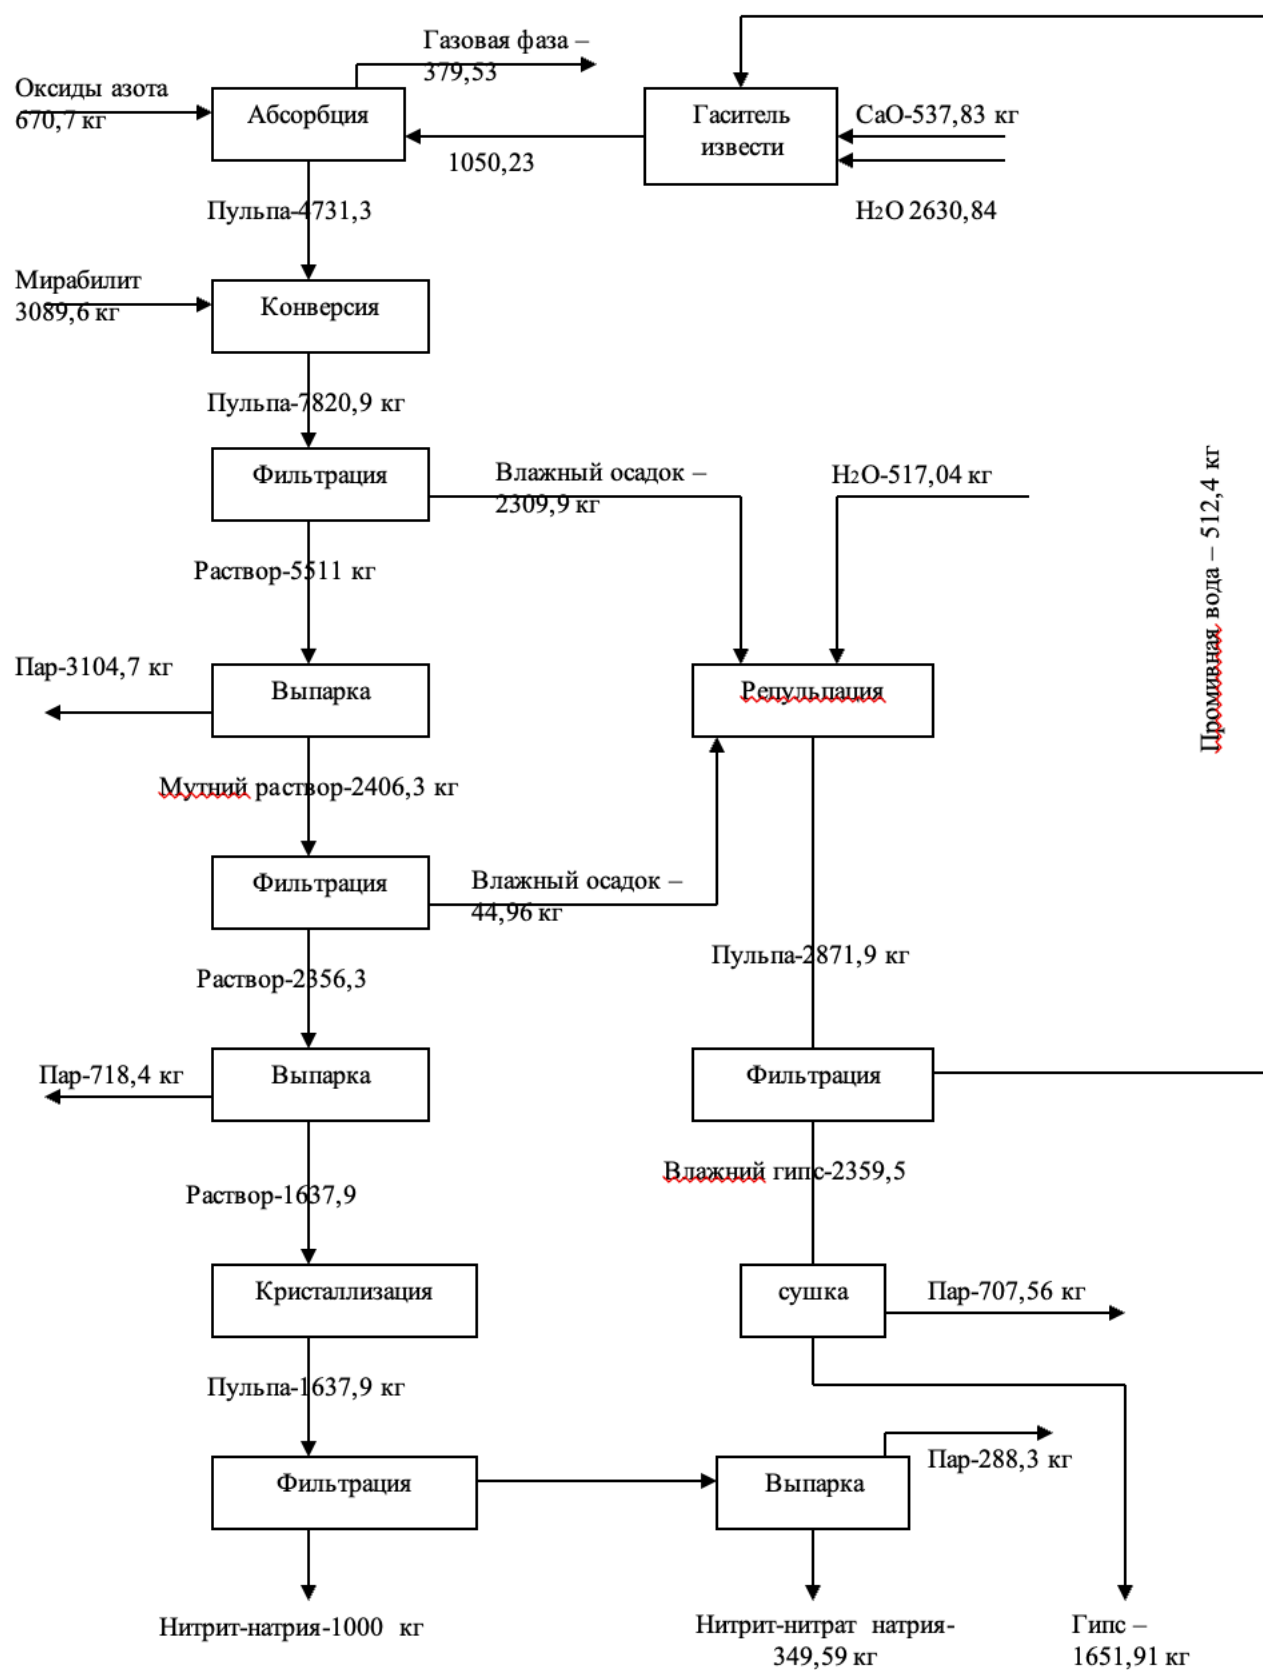 Газовая фаза –
379,53
Оксиды азота
670,7 кг
Абсорбция
Гаситель
извести
CaO-537,83 кг
1050,23
Пульпа-4731,3
H2O 2630,84
Мирабилит
3089,6 кг
Конверсия
Пульпа-7820,9 кг
Фильтрация
Влажный осадок –
2309,9 кг
H2O-517,04 кг
Промивная вода – 512,4 кг
Раствор-5511 кг
Пар-3104,7 кг
Выпарка
Репульпация
Мутний раствор-2406,3 кг
Фильтрация
Влажный осадок –
44,96 кг
Пульпа-2871,9 кг
Раствор-2356,3
Пар-718,4 кг
Выпарка
Фильтрация
Влажний гипс-2359,5
Раствор-1637,9
Кристаллизация
сушка
Пар-707,56 кг
Пульпа-1637,9 кг
Фильтрация
Выпарка
Пар-288,3 кг
Нитрит-натрия-1000 кг
Нитрит-нитрат натрия-
349,59 кг
Гипс –
1651,91 кг